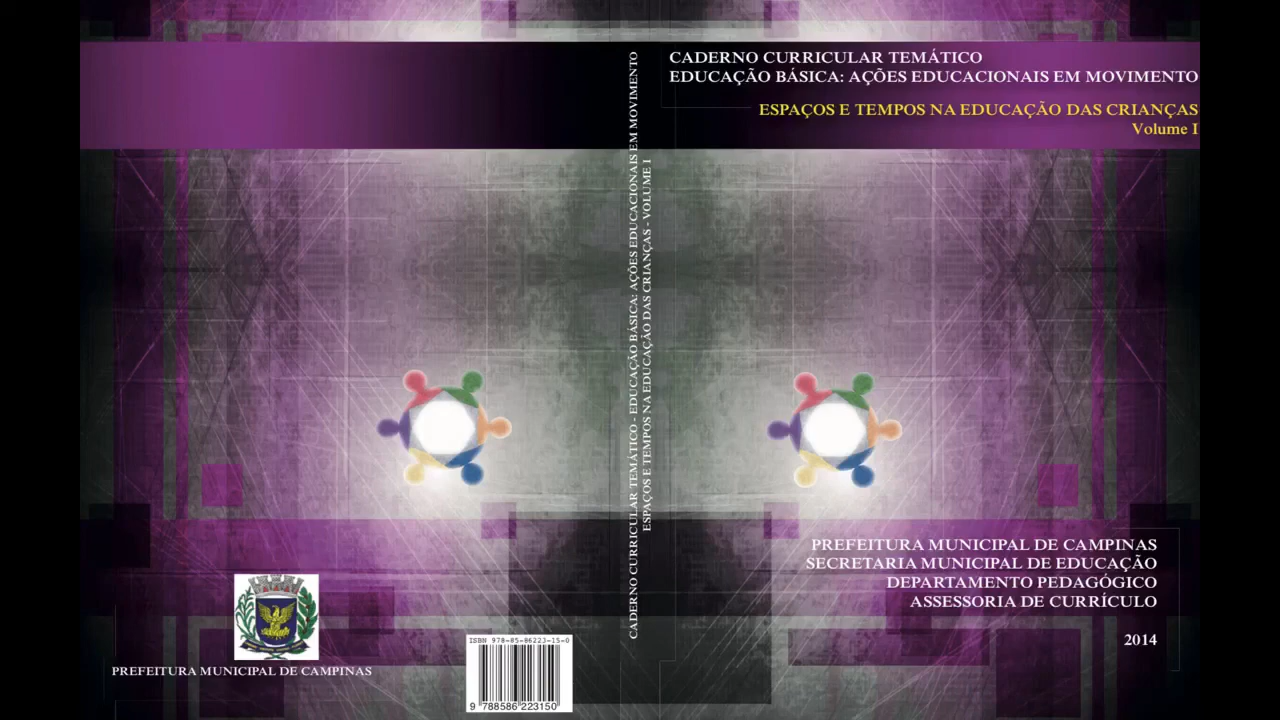 CADERNO CURRICULAR TEMÁTICO
EDUCAÇÃO BÁSICA: AÇÕES EDUCACIONAIS EM MOVIMENTO
ESPAÇOS E TEMPOS NA EDUCAÇÃO DAS CRIANÇAS
Volume I
CADERNO CURRICULAR TEMÁTICO - EDUCAÇÃO BÁSICA: AÇÕES EDUCACIONAIS EM MOVIMENTO
ESPAÇOS E TEMPOS NA EDUCAÇÃO DAS CRIANÇAS - VOLUME I
PREFEITURA MUNICIPAL DE CAMPINAS
SECRETARIA MUNICIPAL DE EDUCAÇÃO
DEPARTAMENTO PEDAGÓGICO
ASSESSORIA DE CURRÍCULO
2014
PREFEITURA MUNICIPAL DE CAMPINAS
ISBN 978-85-86223-15-0
9 788586 223150